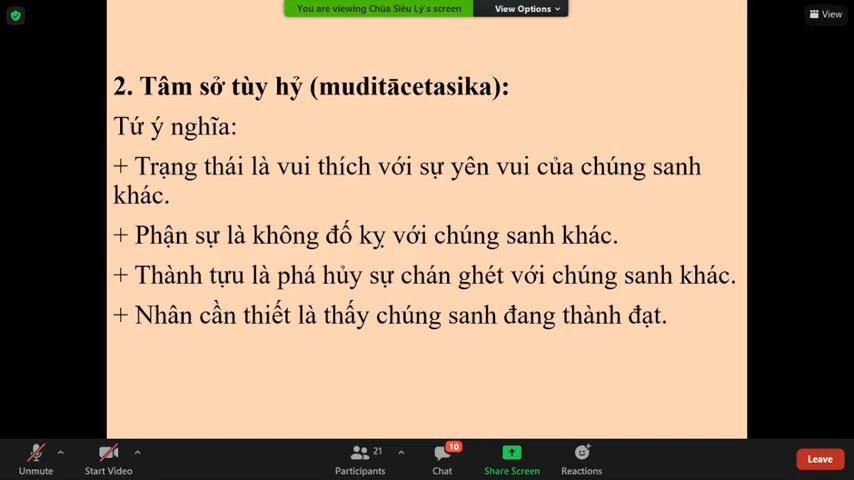 You are viewing Chùa Siêu Lý's screen
View Options
View
2. Tâm sở tùy hỷ (muditācetasika):
Tứ ý nghĩa:
+ Trạng thái là vui thích với sự yên vui của chúng sanh
khác.
+ Phận sự là không đố kỵ với chúng sanh khác.
+ Thành tựu là phá hủy sự chán ghét với chúng sanh khác.
+ Nhân cần thiết là thấy chúng sanh đang thành đạt.
21
10
Unmute
Start Video
Participants
Chat
Share Screen
Reactions
Leave